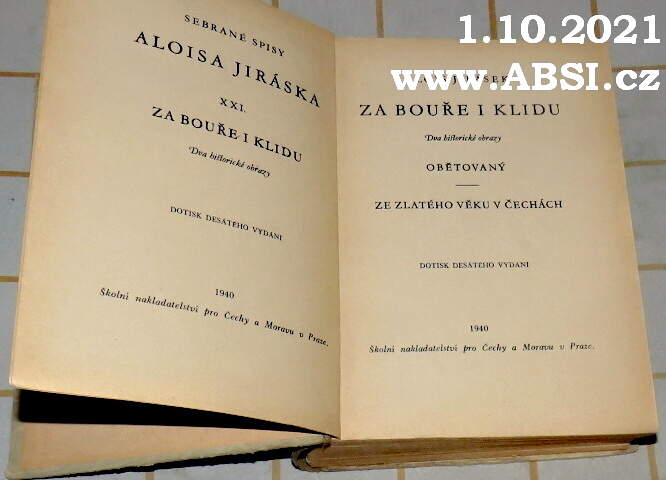 SEBRANÉ SPISY
ALOISA JIRÁSKA
XXI.
ZA BOUŘE I KLIDU
Dva historické obrazy
DOTISK DESÁTÉHO VYDÁNÍ
1940
Školní nakladatelství pro Čechy a Moravu v Praze.
1.10.2021
www.ABSI.cz
ZA BOUŘE I KLIDU
Dva historické obrazy
OBĚTOVANÝ
ZE ZLATÉHO VĚKU V ČECHÁCH
DOTISK DESÁTÉHO VYDÁNÍ
1940
Školní nakladatelství pro Čechy a Moravu v Praze.